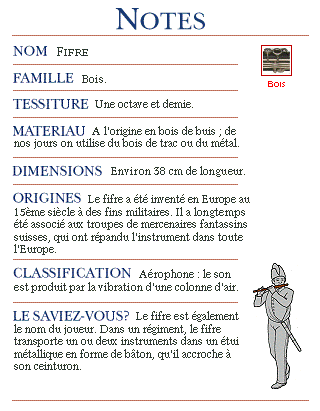 NOTES
NOM FIFRE
BOIS
FAMILLE Bois.
TESSITURE Une octave et demie.
MATERIAU A l'origine en bois de buis ; de
nos jours on utilise du bois de trac ou du métal.
DIMENSIONS Environ 38 cm de longueur.
ORIGINES Le fifre a été inventé en Europe au
15ème siècle à des fins militaires. Il a longtemps
été associé aux troupes de mercenaires fantassins
suisses, qui ont répandu l'instrument dans toute
l'Europe.
CLASSIFICATION Aérophone : le son
est produit par la vibration d'une colonne d'air.
LE SAVIEZ-VOUS? Le fifre est également
le nom du joueur. Dans un régiment, le fifre
transporte un ou deux instruments dans un étui
métallique en forme de bâton, qu'il accroche à
son ceinturon.